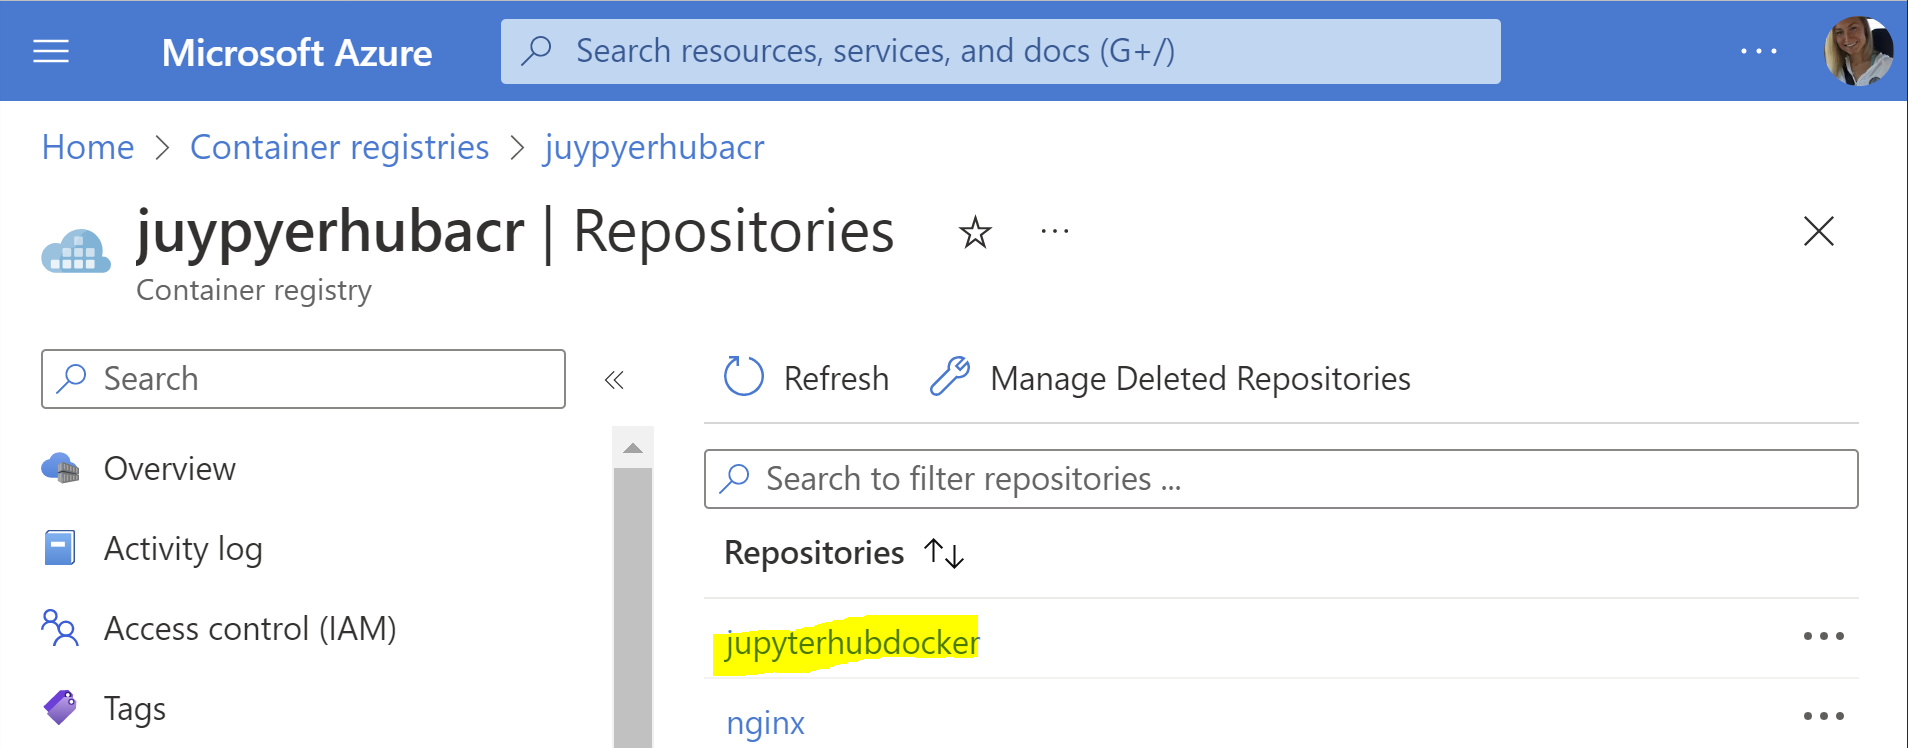 Microsoft Azure
Search resources, services, and docs (G+/)
Home > Container registries > juypyerhubacr
juypyerhubacr | Repositories
Container registry
Search
Refresh
Manage Deleted Repositories
Overview
Search to filter repositories ...
Activity log
Repositories
Access control (IAM)
jupyterhubdocker
Tags
nginx